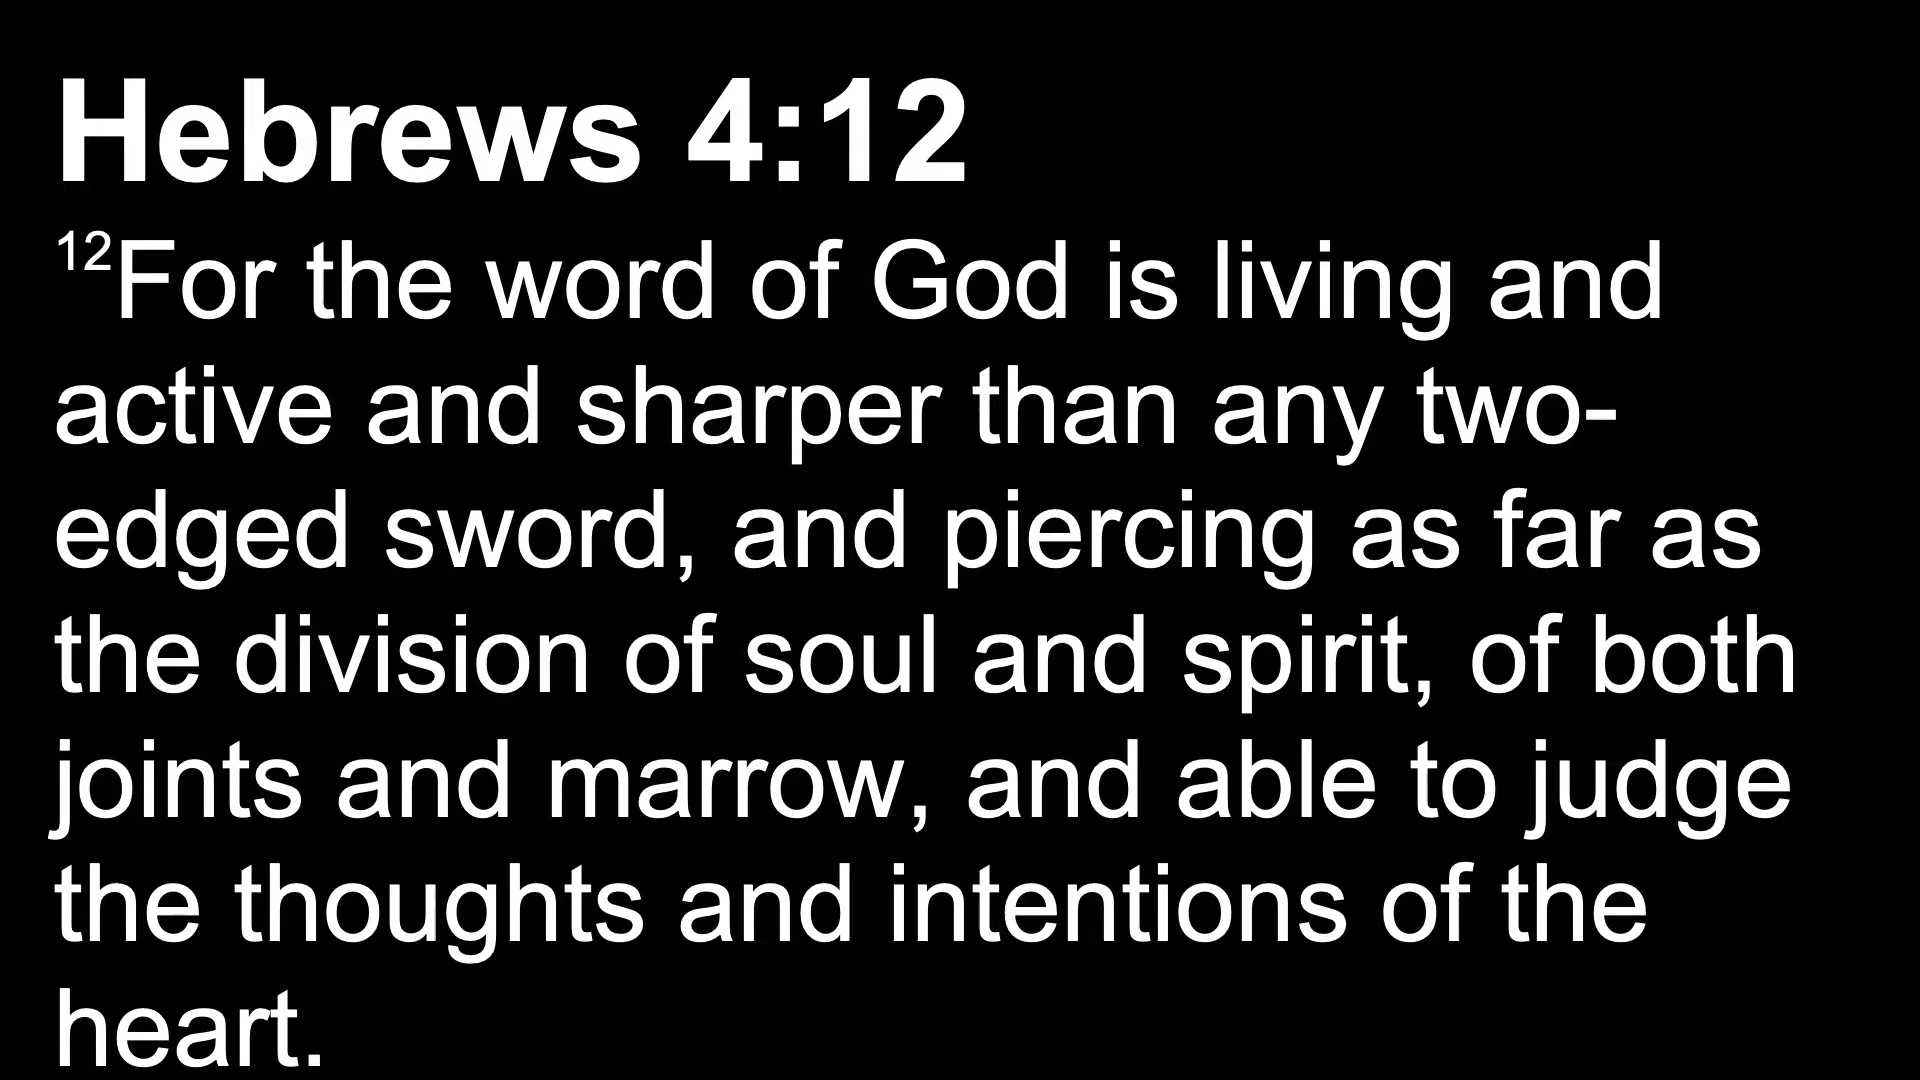 Hebrews 4:12
12For the word of God is living and
active and sharper than any two-
edged sword, and piercing as far as
the division of soul and spirit, of both
joints and marrow, and able to judge
the thoughts and intentions of the
heart.